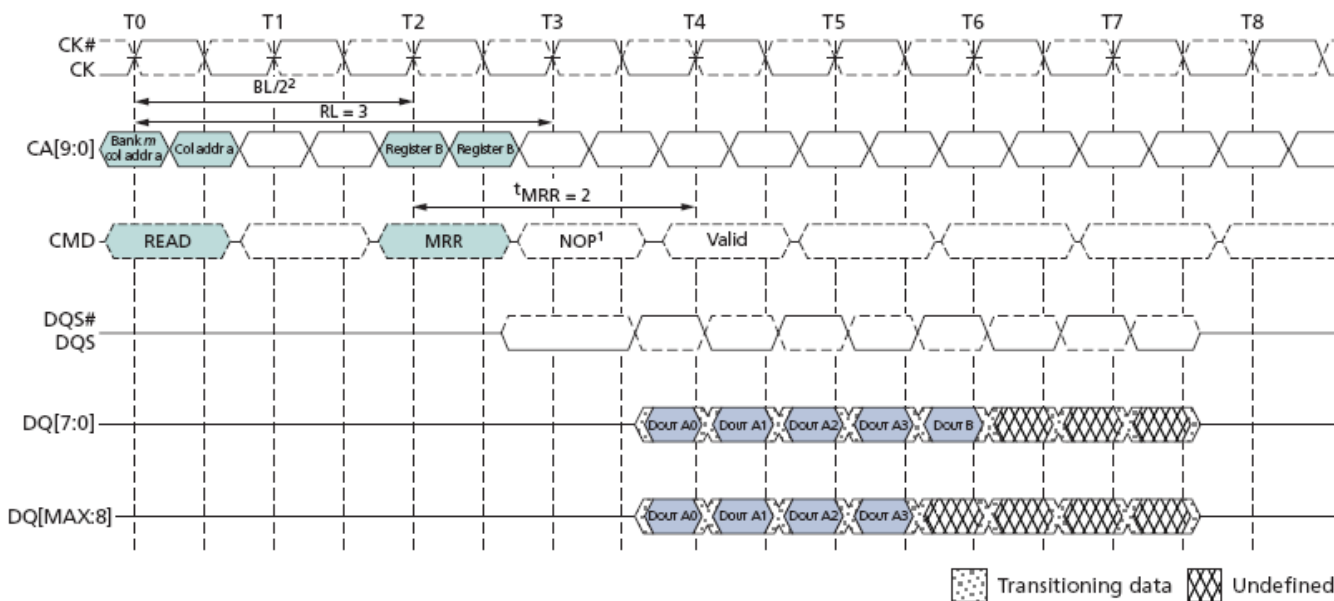 T0 T1 T2 T3 T4 T5 T6 T7 T8
CK#
CK
BL/2²
RL = 3
CA[9:0]
Bank m
col addr a
Col addr a
Register B
Register B
tMRR = 2
CMD
READ
MRR
NOP¹
Valid
DQS#
DQS
DQ[7:0]
DOUT A0
DOUT A1
DOUT A2
DOUT A3
DOUT B
DQ[MAX:8]
DOUT A0
DOUT A1
DOUT A2
DOUT A3
Transitioning data
Undefined